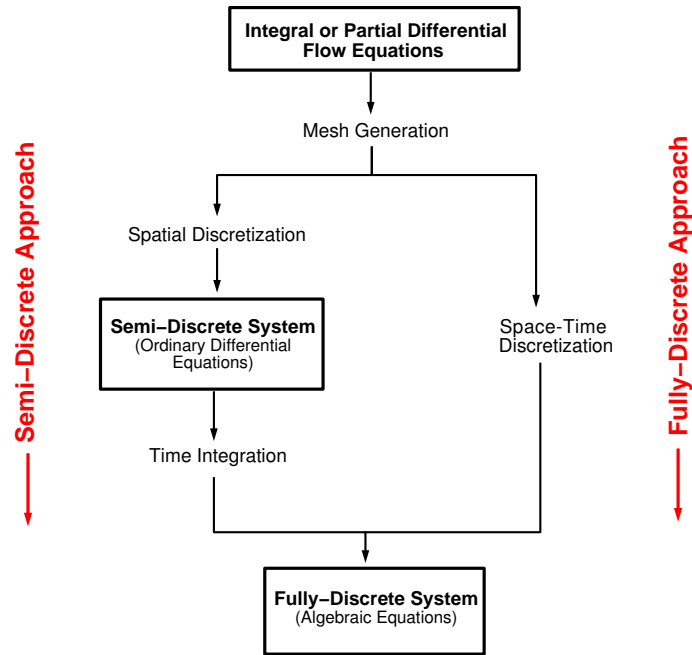 Integral or Partial Differential
Flow Equations
Mesh Generation
Semi−Discrete Approach
Fully−Discrete Approach
Spatial Discretization
Semi−Discrete System
(Ordinary Differential
Equations)
Space-Time
Discretization
Time Integration
Fully−Discrete System
(Algebraic Equations)